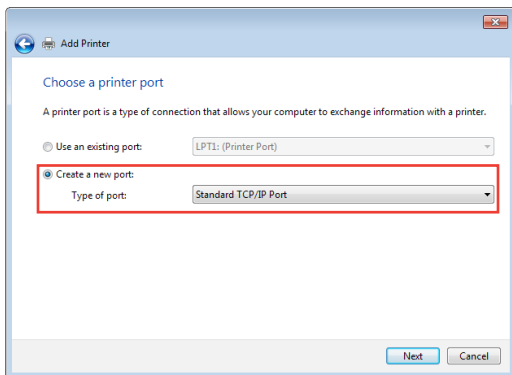 Add Printer
Choose a printer port
A printer port is a type of connection that allows your computer to exchange information with a printer.
Use an existing port: LPT1: (Printer Port)
Create a new port:
Type of port: Standard TCP/IP Port
Next Cancel